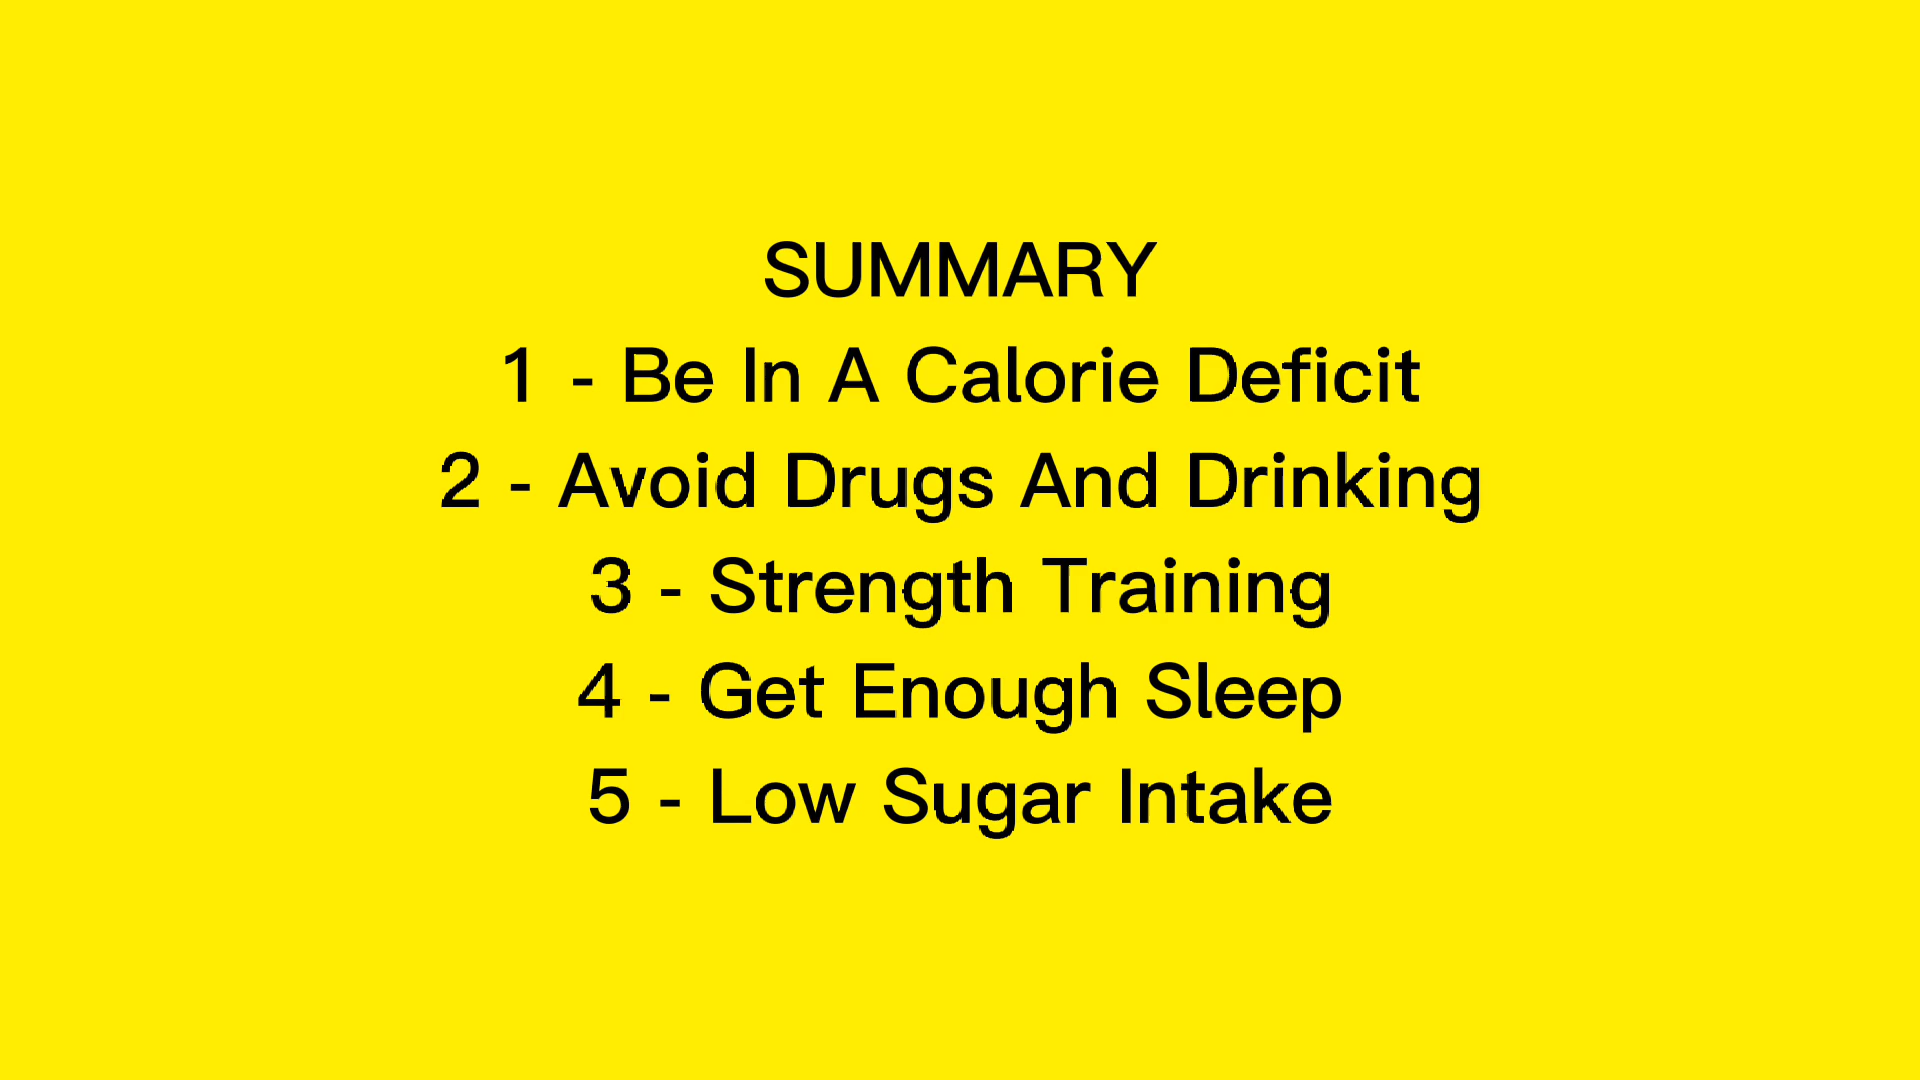 SUMMARY
1 - Be In A Calorie Deficit
2 - Avoid Drugs And Drinking
3 - Strength Training
4 - Get Enough Sleep
5 - Low Sugar Intake